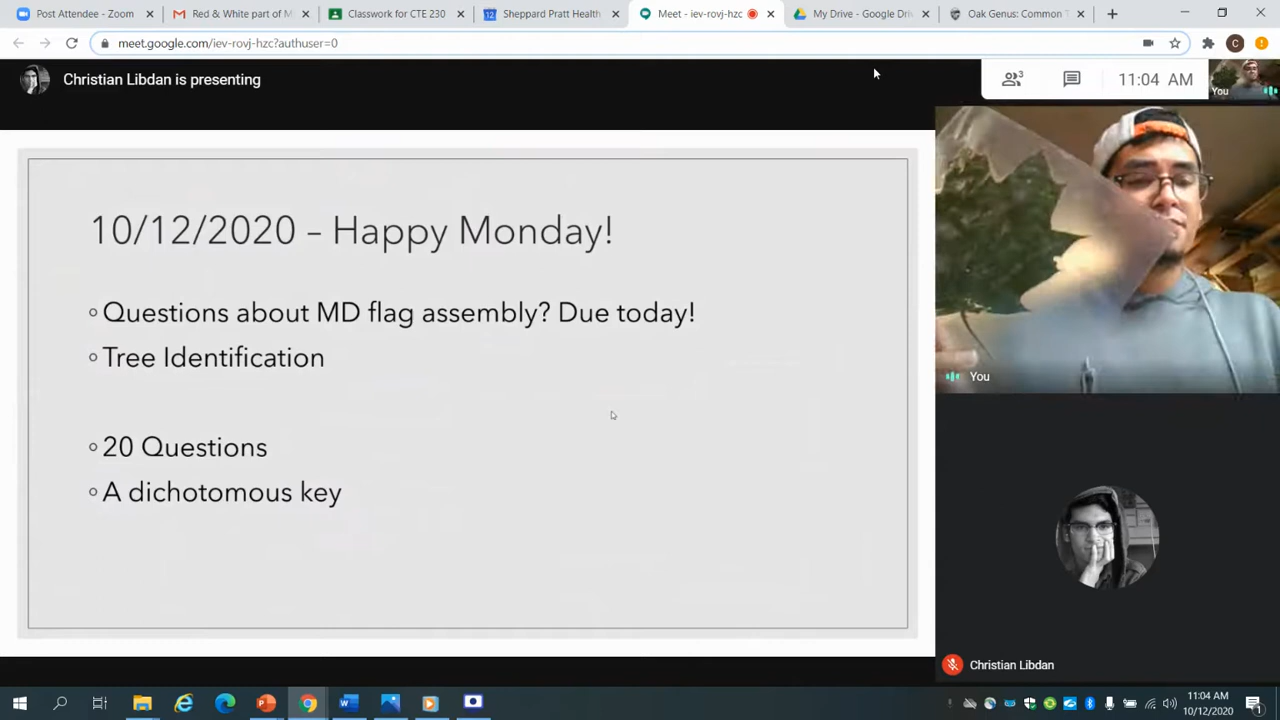 Post Attendee - Zoom
Red & White part of M
Classwork for CTE 230
Sheppard Pratt Health
Meet - iev-rovj-hzc
My Drive - Google Driv
Oak Genus: Common T
meet.google.com/iev-rovj-hzc?authuser=0
C
Christian Libdan is presenting
3
11:04 AM
You
10/12/2020 – Happy Monday!
Questions about MD flag assembly? Due today!
Tree Identification
20 Questions
A dichotomous key
You
Christian Libdan
11:04 AM
10/12/2020
1